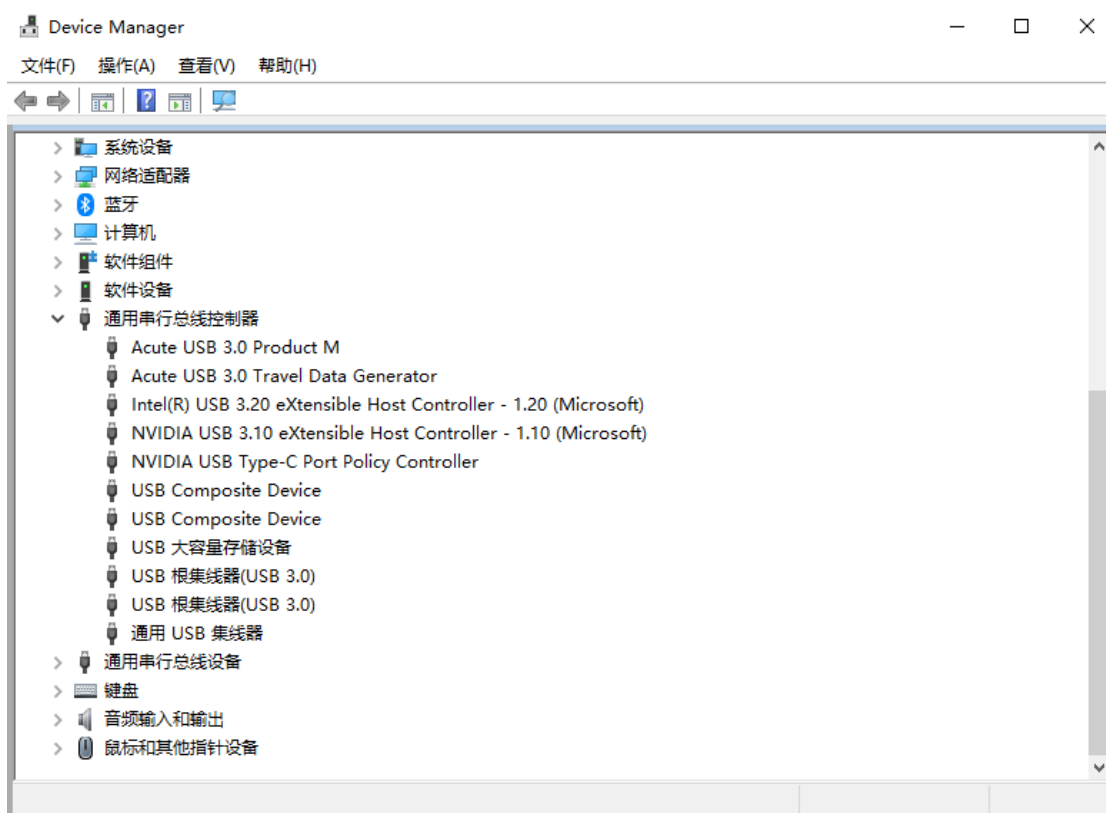 Device Manager
文件(F) 操作(A) 查看(V) 帮助(H)
系统设备
网络适配器
蓝牙
计算机
软件组件
软件设备
通用串行总线控制器
Acute USB 3.0 Product M
Acute USB 3.0 Travel Data Generator
Intel(R) USB 3.20 eXtensible Host Controller - 1.20 (Microsoft)
NVIDIA USB 3.10 eXtensible Host Controller - 1.10 (Microsoft)
NVIDIA USB Type-C Port Policy Controller
USB Composite Device
USB Composite Device
USB 大容量存储设备
USB 根集线器(USB 3.0)
USB 根集线器(USB 3.0)
通用 USB 集线器
通用串行总线设备
键盘
音频输入和输出
鼠标和其他指针设备